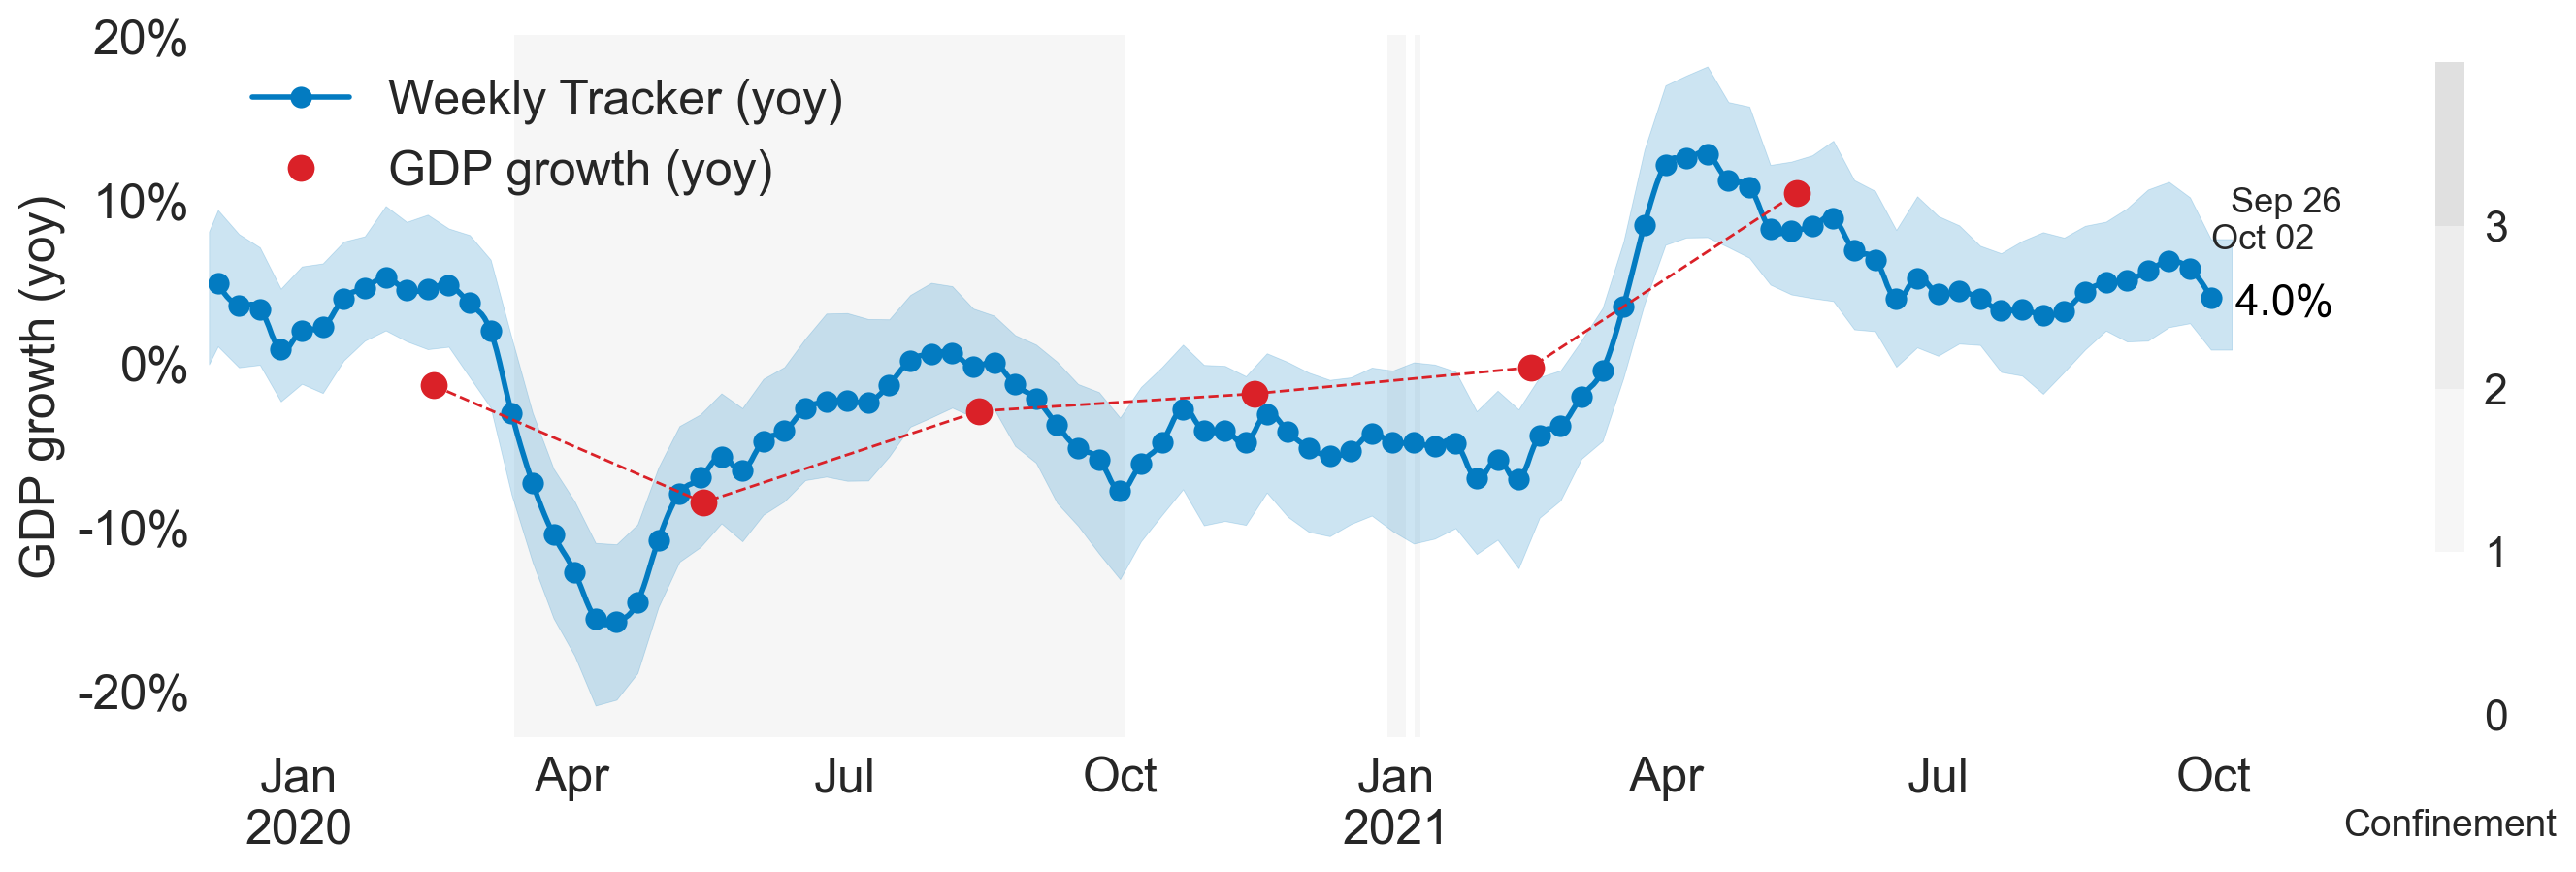 20%
10%
0%
-10%
-20%
GDP growth (yoy)
Weekly Tracker (yoy)
GDP growth (yoy)
Sep 26
Oct 02
4.0%
3
2
1
0
Jan Apr Jul Oct Jan Apr Jul Oct
2020 2021
Confinement